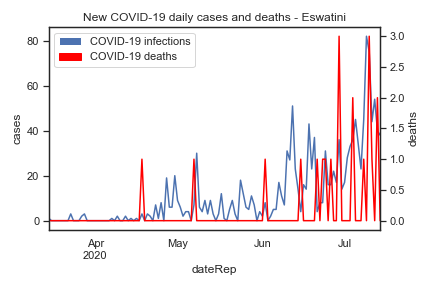 New COVID-19 daily cases and deaths - Eswatini
COVID-19 infections
COVID-19 deaths
80
60
40
20
0
cases
3.0
2.5
2.0
1.5
1.0
0.5
0.0
deaths
Apr
2020
May
Jun
Jul
dateRep